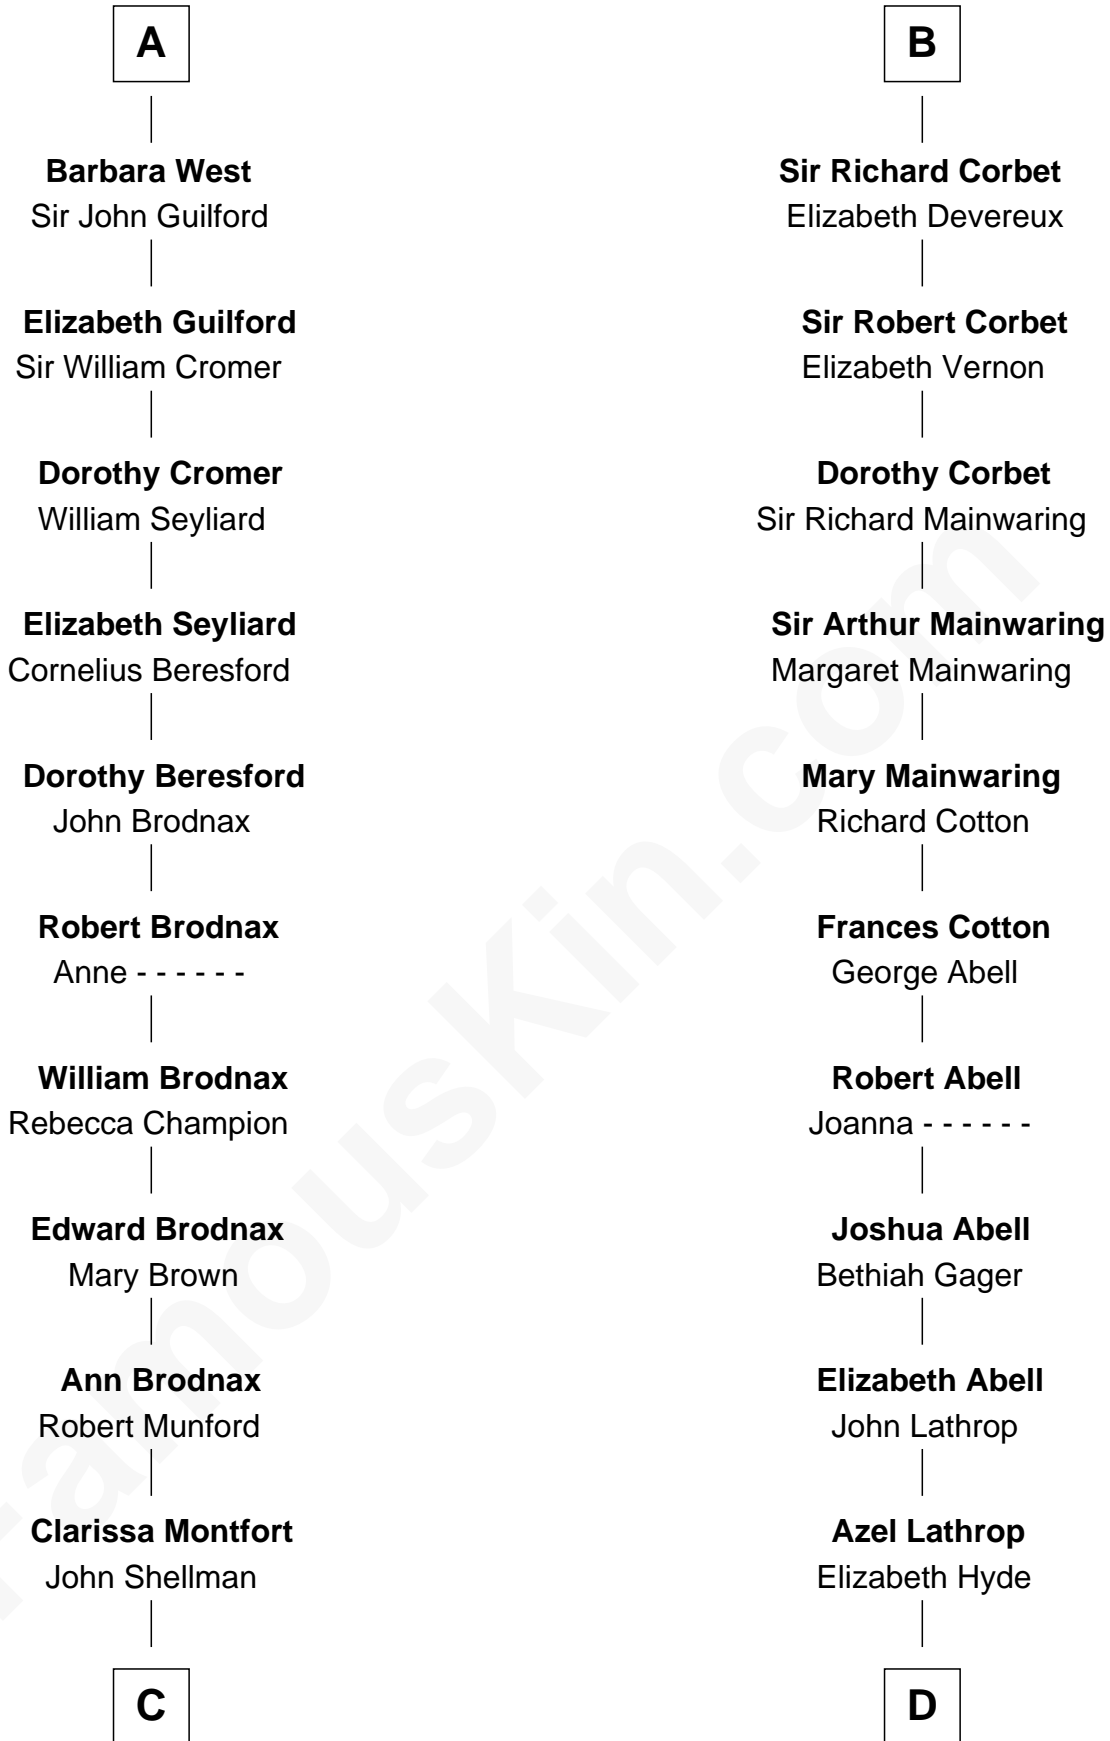 A
Barbara West
Sir John Guilford
Elizabeth Guilford
Sir William Cromer
Dorothy Cromer
William Seyliard
Elizabeth Seyliard
Cornelius Beresford
Dorothy Beresford
John Brodnax
Robert Brodnax
Anne - - - - - -
William Brodnax
Rebecca Champion
Edward Brodnax
Mary Brown
Ann Brodnax
Robert Munford
Clarissa Montfort
John Shellman
C
B
Sir Richard Corbet
Elizabeth Devereux
Sir Robert Corbet
Elizabeth Vernon
Dorothy Corbet
Sir Richard Mainwaring
Sir Arthur Mainwaring
Margaret Mainwaring
Mary Mainwaring
Richard Cotton
Frances Cotton
George Abell
Robert Abell
Joanna - - - - - -
Joshua Abell
Bethiah Gager
Elizabeth Abell
John Lathrop
Azel Lathrop
Elizabeth Hyde
D
FamousKin.com